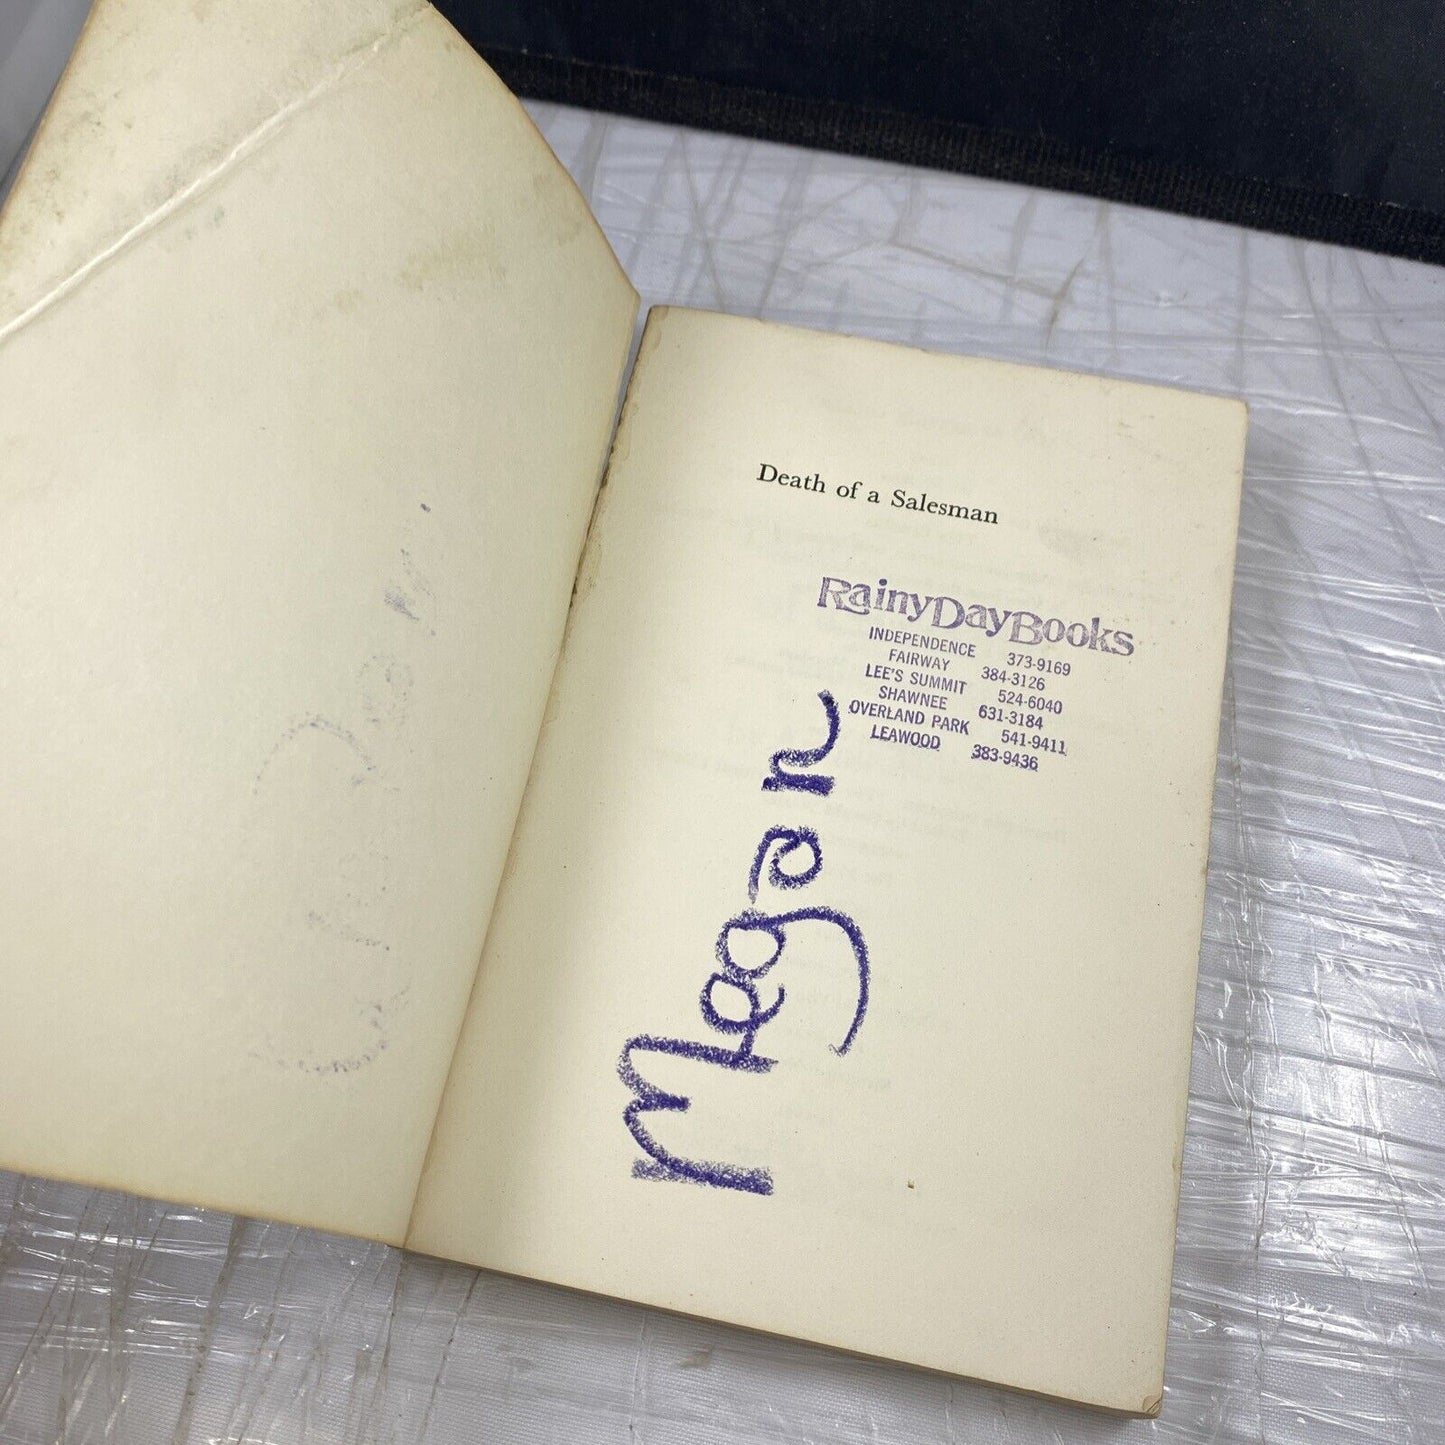 Death of a Salesman
RainyDayBooks
INDEPENDENCE 373-9169
FAIRWAY 384-3126
LEE'S SUMMIT 524-6040
SHAWNEE 631-3184
OVERLAND PARK 541-9411
LEAWOOD 383-9436
Megan